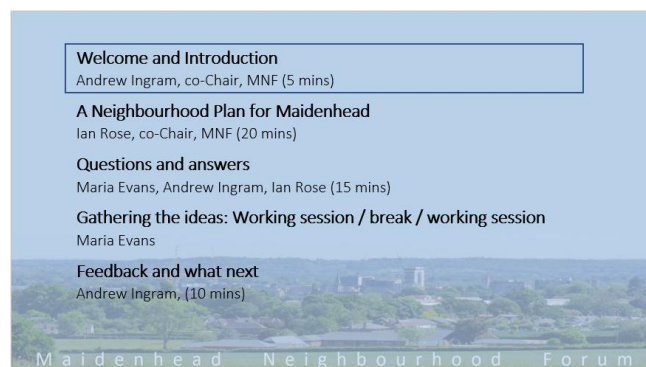 Welcome and Introduction
Andrew Ingram, co-Chair, MNF (5 mins)
A Neighbourhood Plan for Maidenhead
Ian Rose, co-Chair, MNF (20 mins)
Questions and answers
Maria Evans, Andrew Ingram, Ian Rose (15 mins)
Gathering the ideas: Working session / break / working session
Maria Evans
Feedback and what next
Andrew Ingram, (10 mins)
Maidenhead Neighbourhood Forum